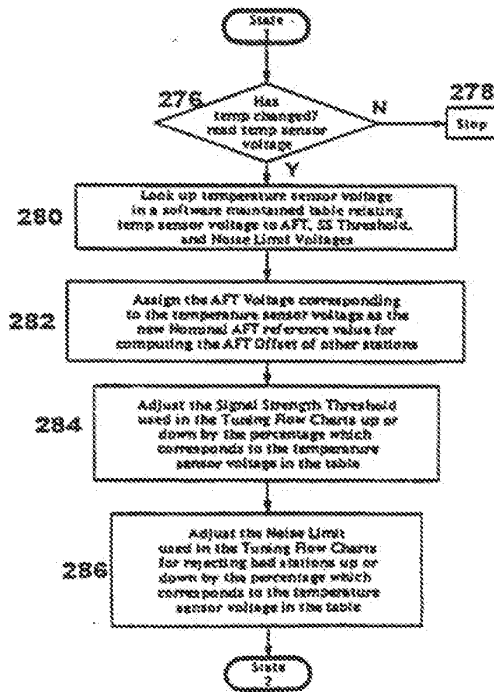 State
276
Has
temp changed?
read temp sensor
voltage
N
278
Stop
Y
280
Look up temperature sensor voltage
in a software maintained table relating
temp sensor voltage to AFT, SS Threshold,
and Noise Limit Voltages
282
Assign the AFT Voltage corresponding
to the temperature sensor voltage as the
new Nominal AFT reference value for
computing the AFT Offset of other stations
284
Adjust the Signal Strength Threshold
used in the Tuning Flow Charts up or
down by the percentage which
corresponds to the temperature
sensor voltage in the table
286
Adjust the Noise Limit
used in the Tuning Flow Charts
for rejecting bad stations up or
down by the percentage which
corresponds to the temperature
sensor voltage in the table
State
2